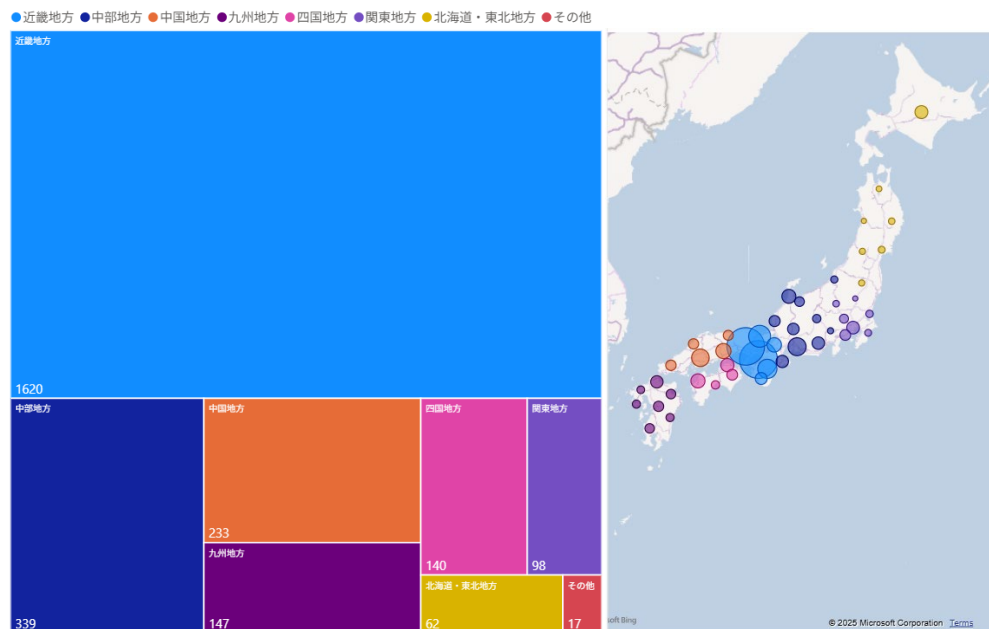 近畿地方 中部地方 中国地方 九州地方 四国地方 関東地方 北海道・東北地方 その他
近畿地方
1620
中部地方
339
中国地方
233
九州地方
147
四国地方
140
関東地方
98
北海道・東北地方
62
その他
17
soft Bing
© 2025 Microsoft Corporation Terms